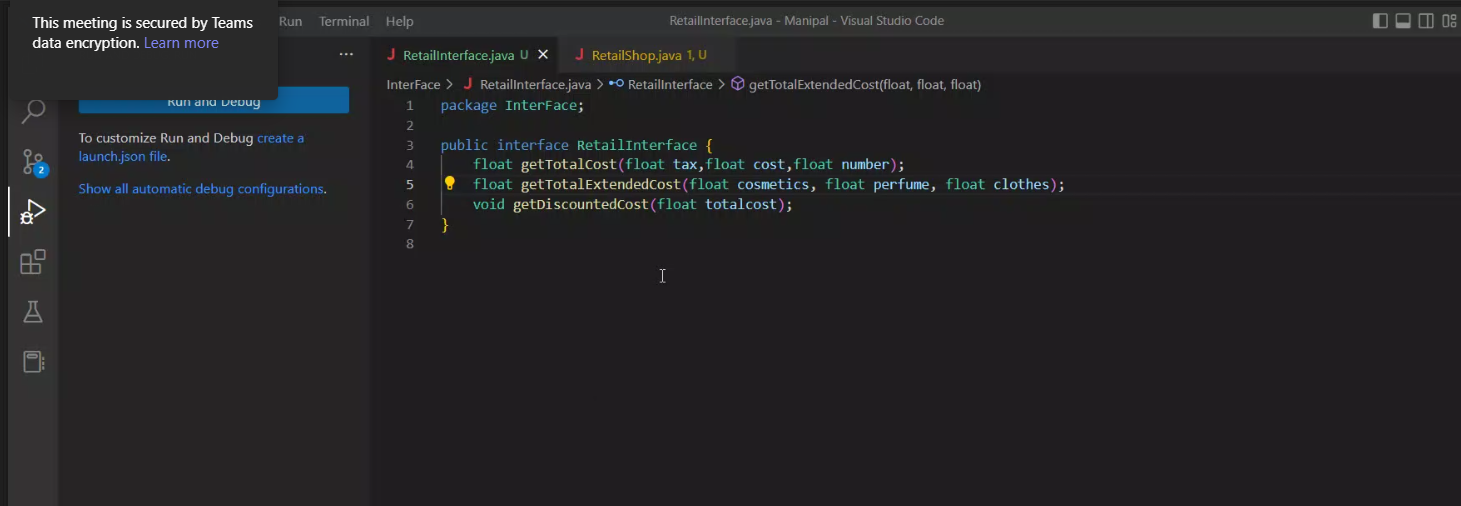 This meeting is secured by Teams
data encryption. Learn more
Run Terminal Help
RetailInterface.java - Manipal - Visual Studio Code
RetailInterface.java U
RetailShop.java 1, U
InterFace > RetailInterface.java > RetailInterface > getTotalExtendedCost(float, float, float)
Run and Debug
To customize Run and Debug create a
launch.json file.
Show all automatic debug configurations.
2
1 package InterFace;
2
3 public interface RetailInterface {
4 float getTotalCost(float tax,float cost,float number);
5 float getTotalExtendedCost(float cosmetics, float perfume, float clothes);
6 void getDiscountedCost(float totalcost);
7 }
8